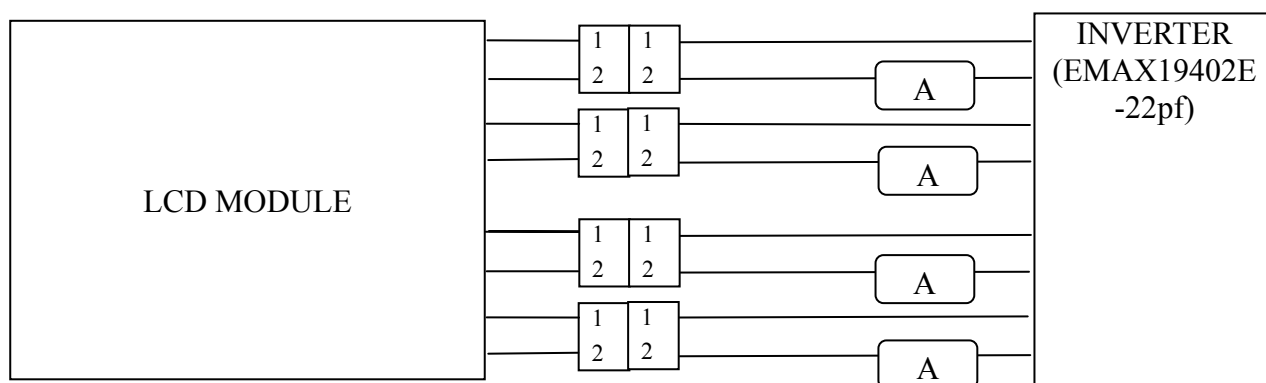 LCD MODULE
1 1
2 2
1 1
2 2
1 1
2 2
1 1
2 2
A
A
A
A
INVERTER
(EMAX19402E
-22pf)